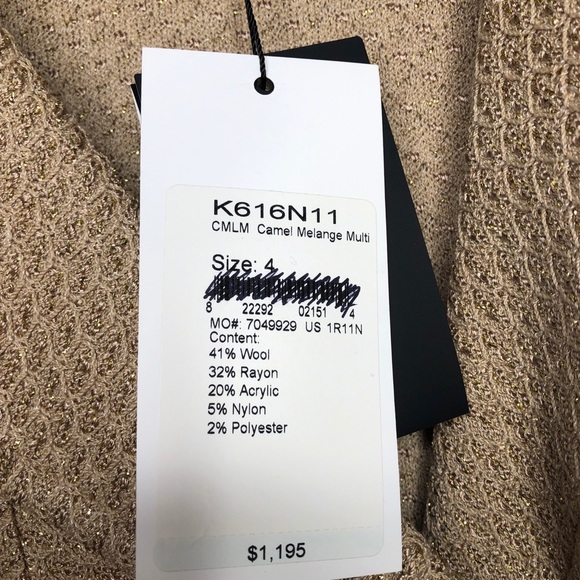 K616N11
CMLM Camel Melange Multi
Size: 4
8 22292 02151 4
MO#: 7049929 US 1R11N
Content:
41% Wool
32% Rayon
20% Acrylic
5% Nylon
2% Polyester
$1,195